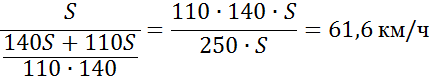 S / ((140S + 110S) / (110 · 140)) = (110 · 140 · S) / (250 · S) = 61,6 км/ч